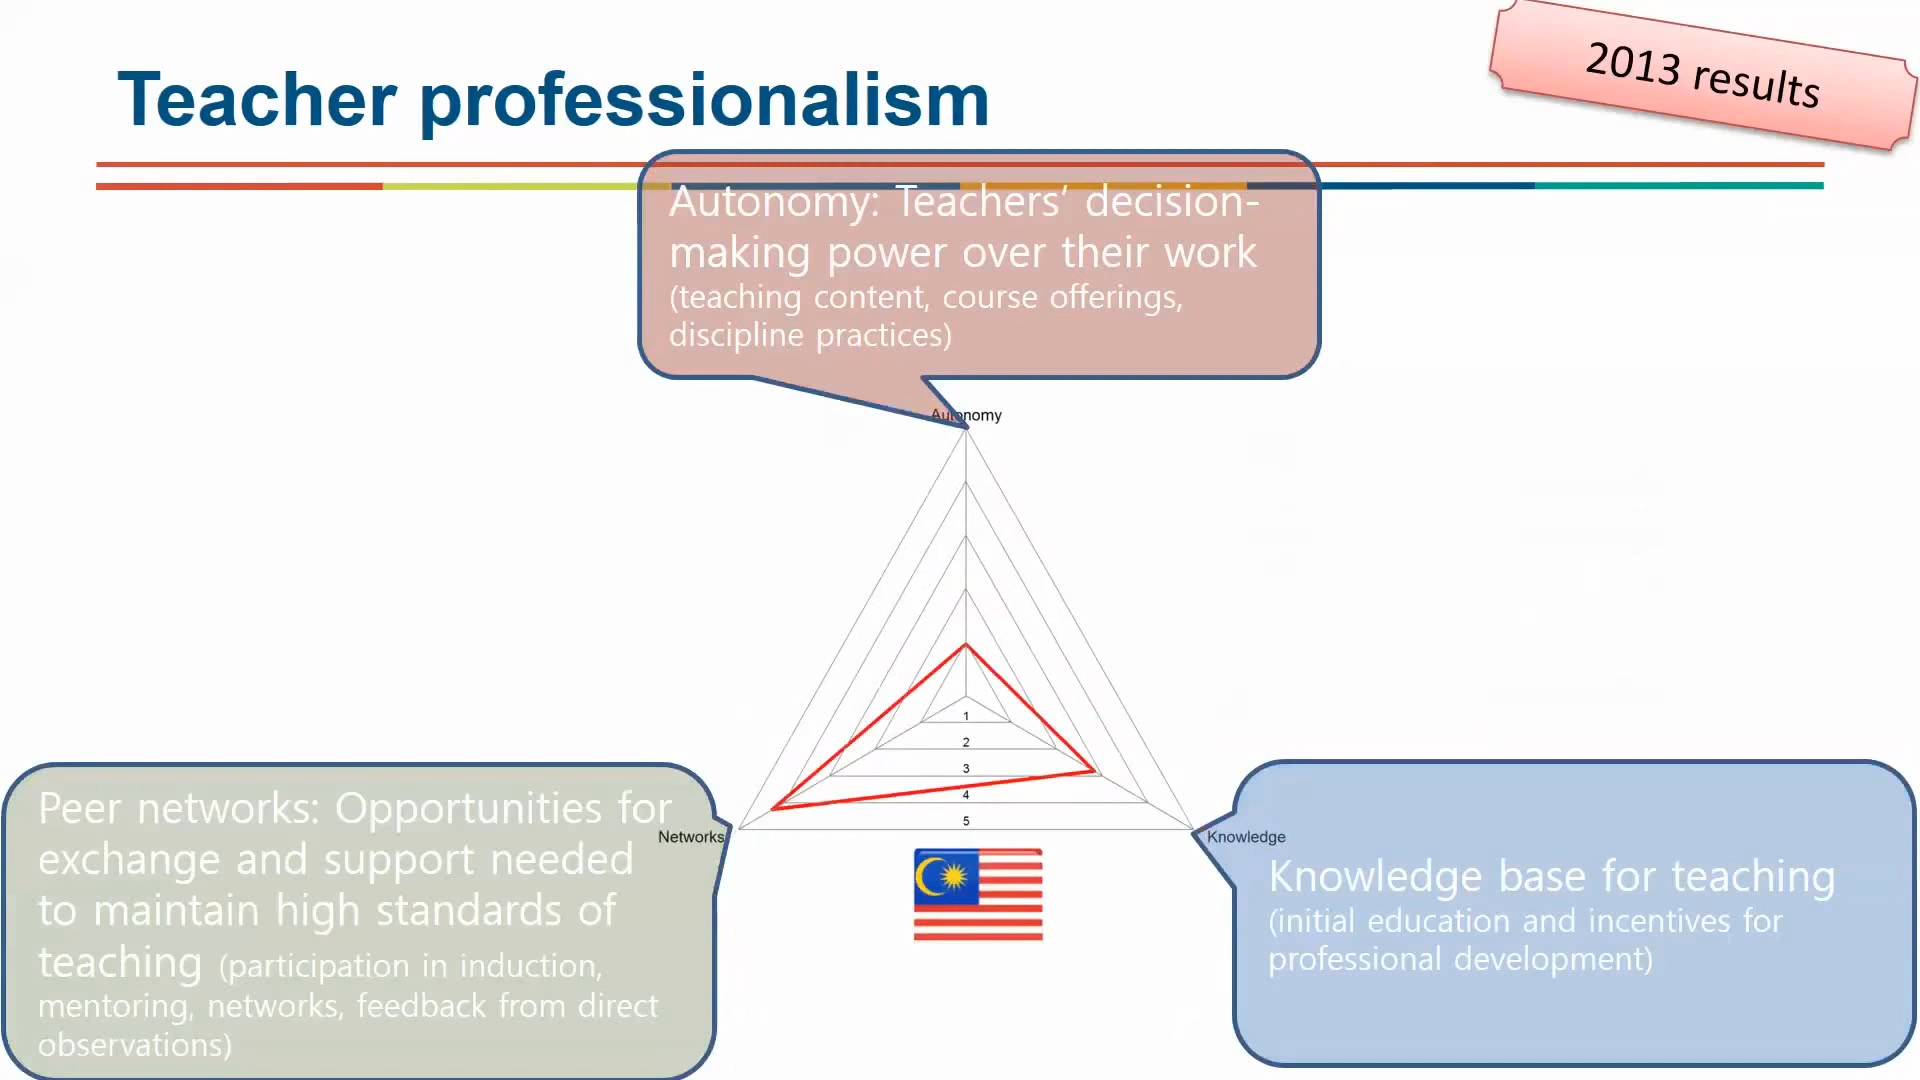 2013 results
Teacher professionalism
Autonomy: Teachers’ decision-
making power over their work
(teaching content, course offerings,
discipline practices)
Autonomy
1
2
3
4
5
Networks
Knowledge
Peer networks: Opportunities for
exchange and support needed
to maintain high standards of
teaching (participation in induction,
mentoring, networks, feedback from direct
observations)
Knowledge base for teaching
(initial education and incentives for
professional development)